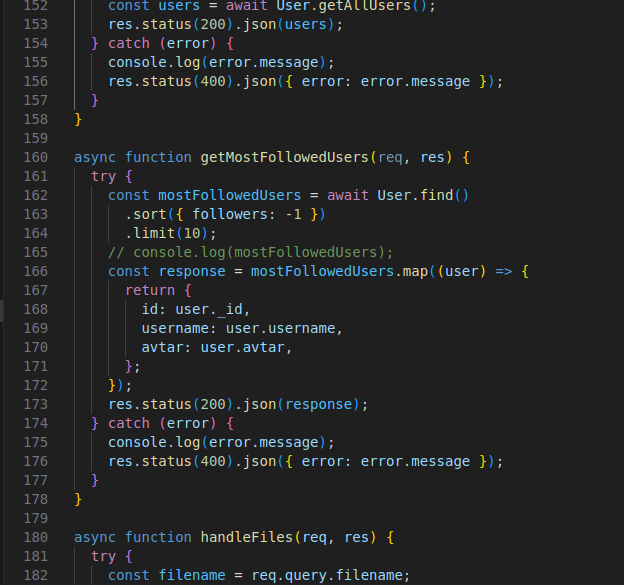 152 const users = await User.getAllUsers();
153 res.status(200).json(users);
154 } catch (error) {
155 console.log(error.message);
156 res.status(400).json({ error: error.message });
157 }
158 }
159
160 async function getMostFollowedUsers(req, res) {
161 try {
162 const mostFollowedUsers = await User.find()
163 .sort({ followers: -1 })
164 .limit(10);
165 // console.log(mostFollowedUsers);
166 const response = mostFollowedUsers.map((user) => {
167 return {
168 id: user._id,
169 username: user.username,
170 avtar: user.avtar,
171 };
172 });
173 res.status(200).json(response);
174 } catch (error) {
175 console.log(error.message);
176 res.status(400).json({ error: error.message });
177 }
178 }
179
180 async function handleFiles(req, res) {
181 try {
182 const filename = req.query.filename;